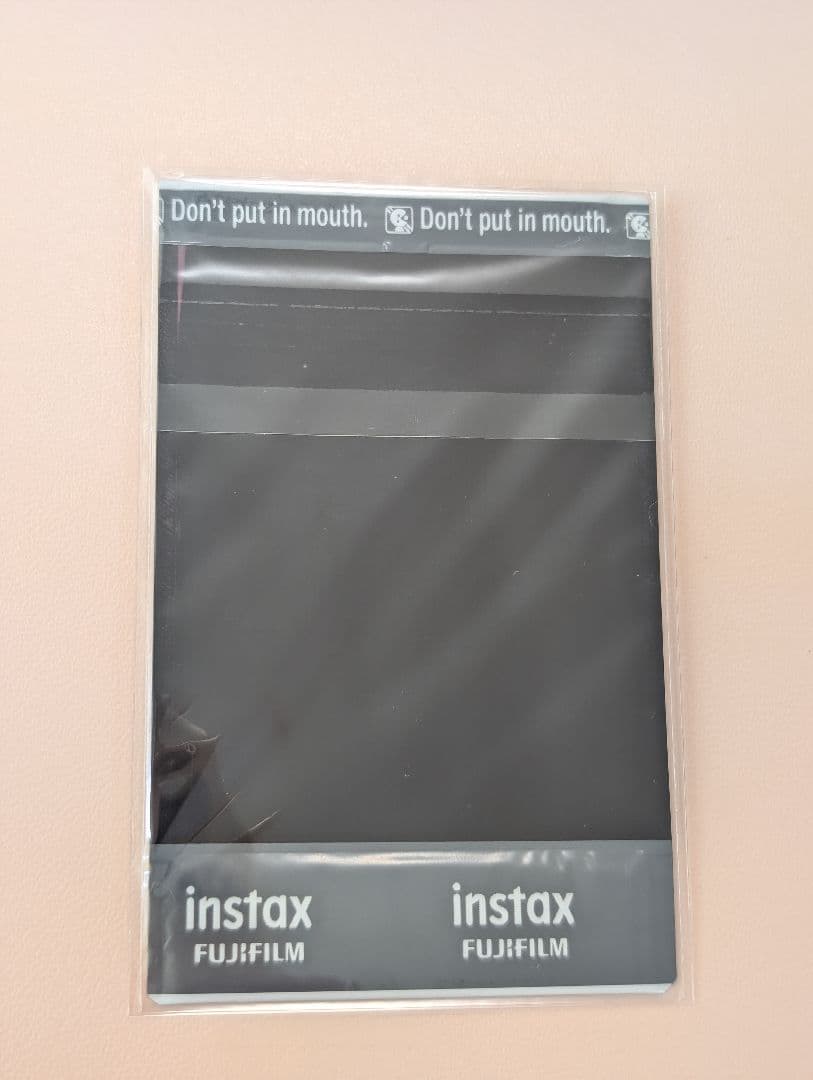 Don't put in mouth. Don't put in mouth.
instax instax
FUJIFILM FUJIFILM